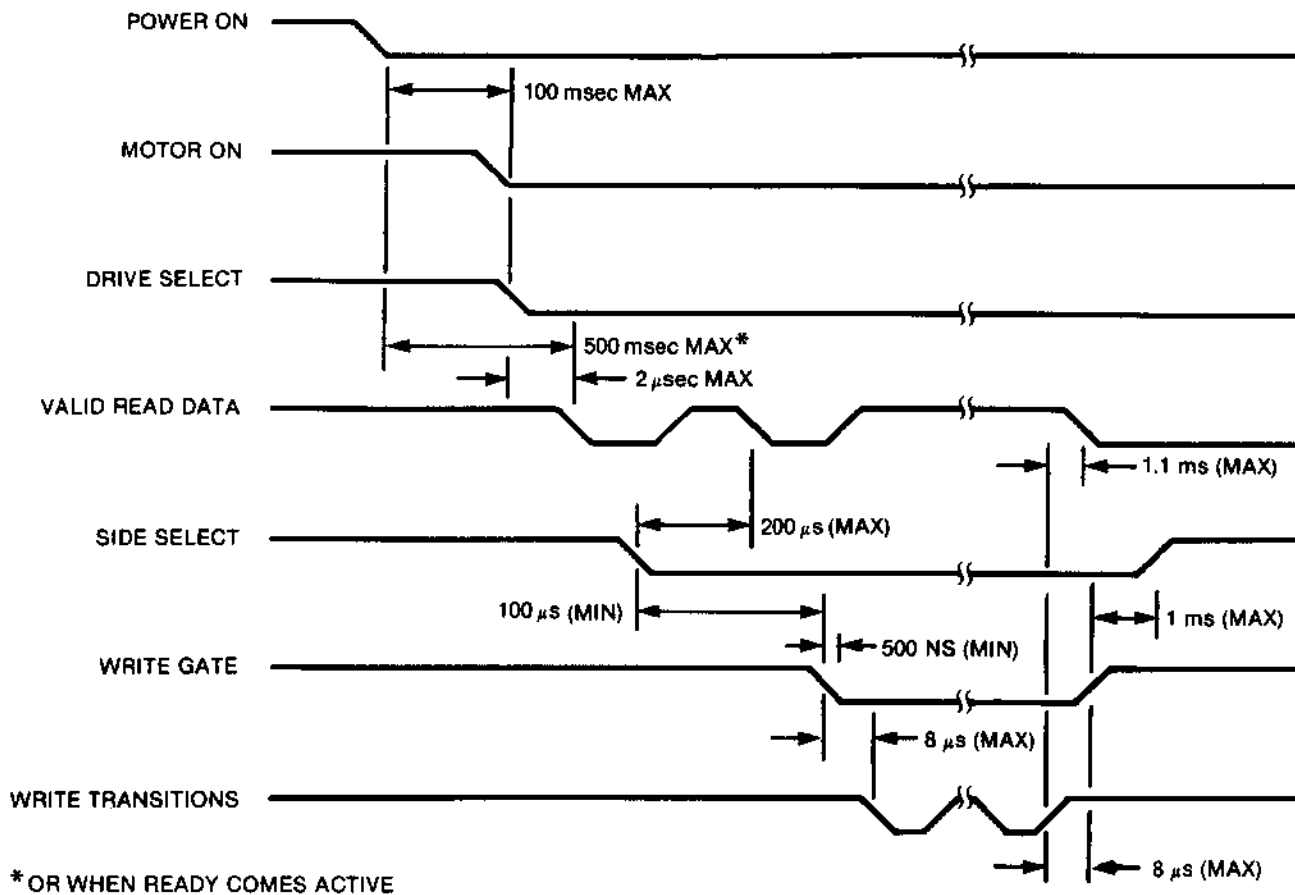 POWER ON
100 msec MAX
MOTOR ON
DRIVE SELECT
500 msec MAX*
2 μsec MAX
VALID READ DATA
1.1 ms (MAX)
200 μs (MAX)
SIDE SELECT
100 μs (MIN)
1 ms (MAX)
500 NS (MIN)
WRITE GATE
8 μs (MAX)
WRITE TRANSITIONS
8 μs (MAX)
*OR WHEN READY COMES ACTIVE